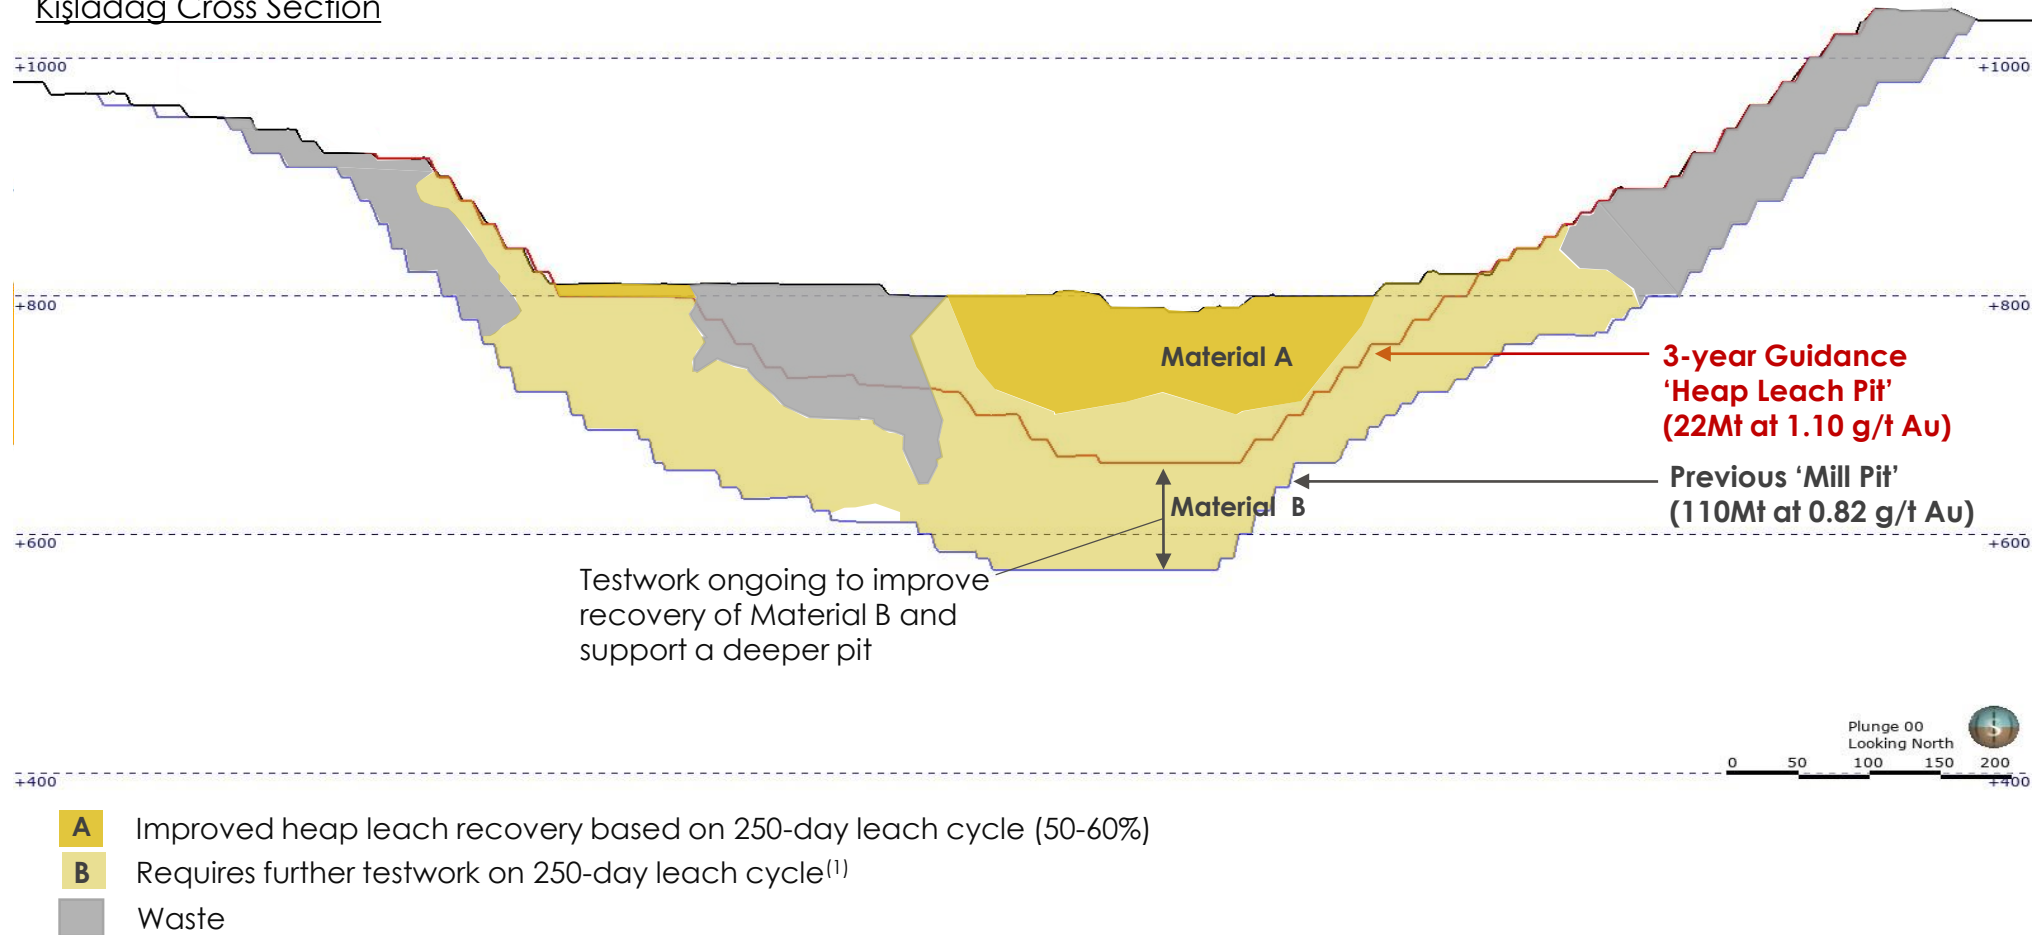 Kışladağ Cross Section
+1000
+1000
+800
+800
Material A
3-year Guidance
‘Heap Leach Pit’
(22Mt at 1.10 g/t Au)
Previous ‘Mill Pit’
(110Mt at 0.82 g/t Au)
Material B
+600
+600
Testwork ongoing to improve
recovery of Material B and
support a deeper pit
Plunge 00
Looking North
S
0 50 100 150 200
+400
+400
A Improved heap leach recovery based on 250-day leach cycle (50-60%)
B Requires further testwork on 250-day leach cycle(1)
Waste